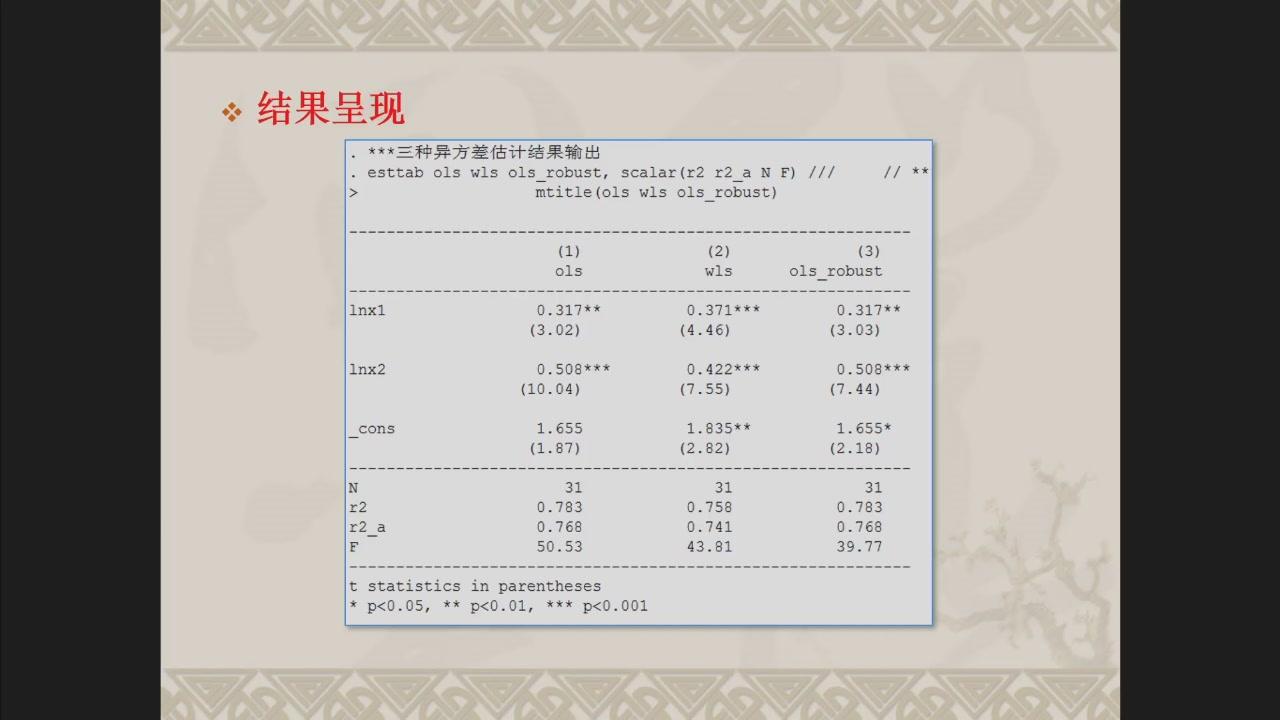 结果呈现
. ***三种异方差估计结果输出
. esttab ols wls ols_robust, scalar(r2 r2_a N F) /// // **
> mtitle(ols wls ols_robust)
------------------------------------------------------------
(1) (2) (3)
ols wls ols_robust
------------------------------------------------------------
lnx1 0.317** 0.371*** 0.317**
(3.02) (4.46) (3.03)
lnx2 0.508*** 0.422*** 0.508***
(10.04) (7.55) (7.44)
_cons 1.655 1.835** 1.655*
(1.87) (2.82) (2.18)
------------------------------------------------------------
N 31 31 31
r2 0.783 0.758 0.783
r2_a 0.768 0.741 0.768
F 50.53 43.81 39.77
------------------------------------------------------------
t statistics in parentheses
* p<0.05, ** p<0.01, *** p<0.001